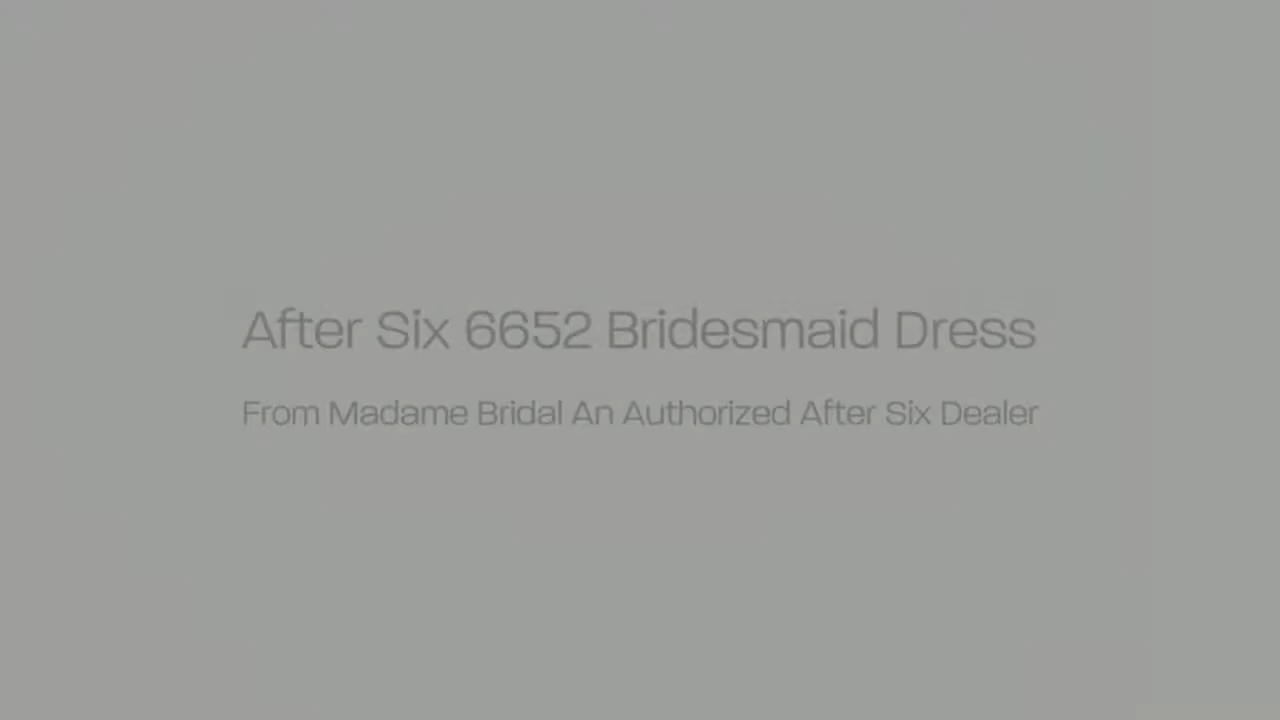 After Six 6652 Bridesmaid Dress
From Madame Bridal An Authorized After Six Dealer